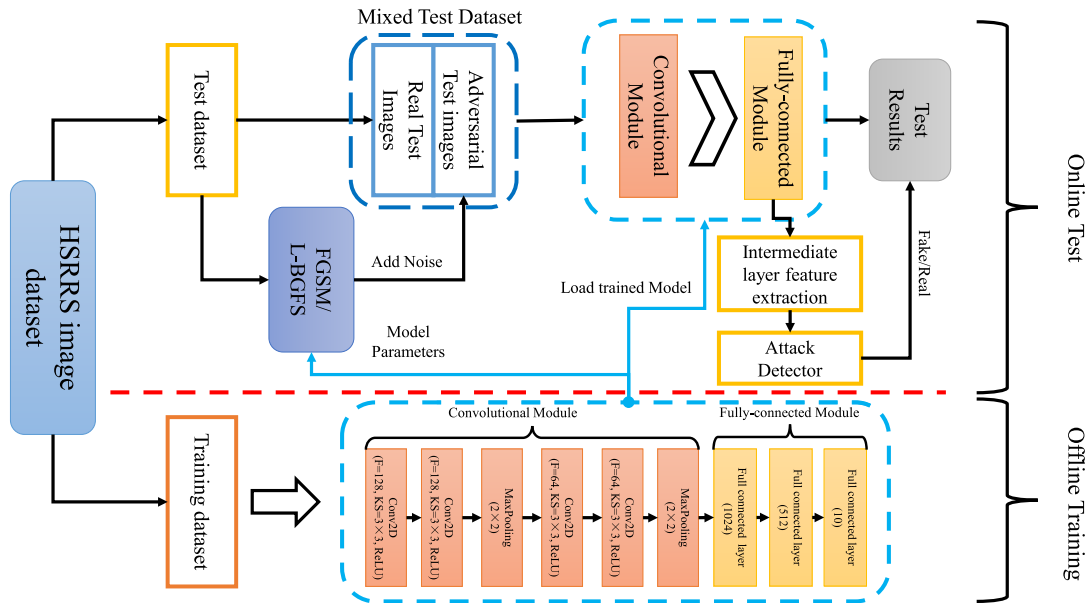 HSRRS image
dataset
Test dataset
Mixed Test Dataset
Real Test
Images
Adversarial
Test images
FGSM/
L-BGFS
Add Noise
Model
Parameters
Convolutional
Module
Fully-connected
Module
Load trained Model
Intermediate
layer feature
extraction
Attack
Detector
Fake/Real
Test
Results
Online Test
Training dataset
Convolutional Module
Conv2D
(F=128, KS=3×3, ReLU)
Conv2D
(F=128, KS=3×3, ReLU)
MaxPooling
(2×2)
Conv2D
(F=64, KS=3×3, ReLU)
Conv2D
(F=64, KS=3×3, ReLU)
MaxPooling
(2×2)
Fully-connected Module
Full connected layer
(1024)
Full connected layer
(512)
Full connected layer
(10)
Offline Training